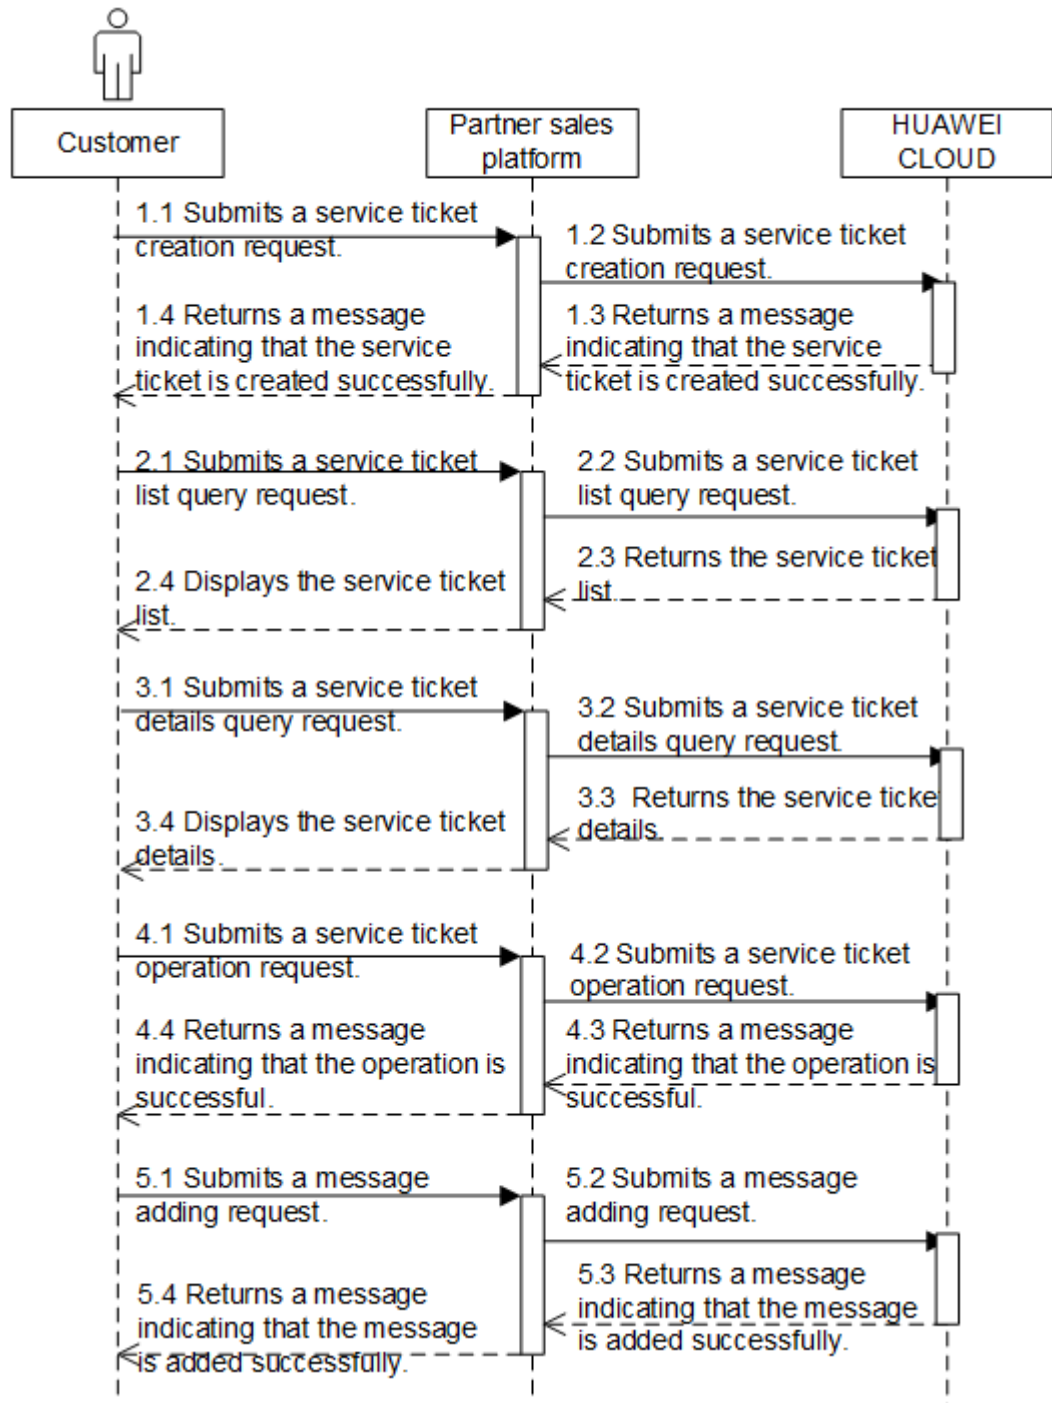 Customer
Partner sales
platform
HUAWEI
CLOUD
1.1 Submits a service ticket
creation request.
1.2 Submits a service ticket
creation request.
1.4 Returns a message
indicating that the service
ticket is created successfully.
1.3 Returns a message
indicating that the service
ticket is created successfully.
2.1 Submits a service ticket
list query request.
2.2 Submits a service ticket
list query request.
2.4 Displays the service ticket
list.
2.3 Returns the service ticket
list.
3.1 Submits a service ticket
details query request.
3.2 Submits a service ticket
details query request.
3.4 Displays the service ticket
details.
3.3 Returns the service ticke
details.
4.1 Submits a service ticket
operation request.
4.2 Submits a service ticket
operation request.
4.4 Returns a message
indicating that the operation is
successful.
4.3 Returns a message
indicating that the operation is
successful.
5.1 Submits a message
adding request.
5.2 Submits a message
adding request.
5.4 Returns a message
indicating that the message
is added successfully.
5.3 Returns a message
indicating that the message
is added successfully.